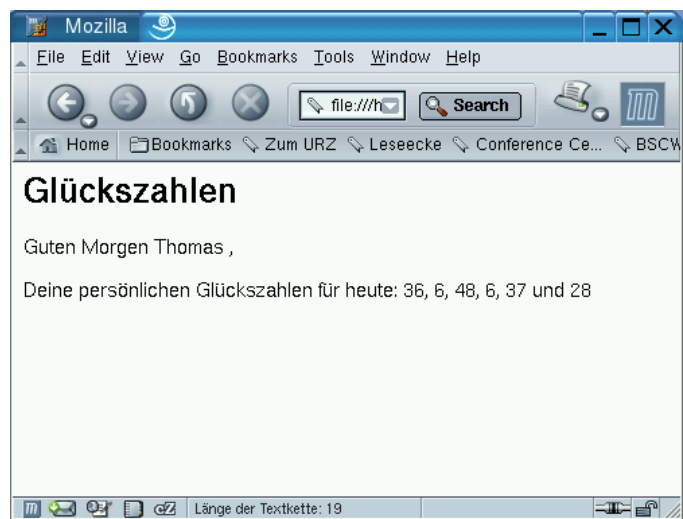 Mozilla
File Edit View Go Bookmarks Tools Window Help
file:///h Search
Home Bookmarks Zum URZ Leseecke Conference Ce... BSCW
Glückszahlen
Guten Morgen Thomas ,
Deine persönlichen Glückszahlen für heute: 36, 6, 48, 6, 37 und 28
Länge der Textkette: 19